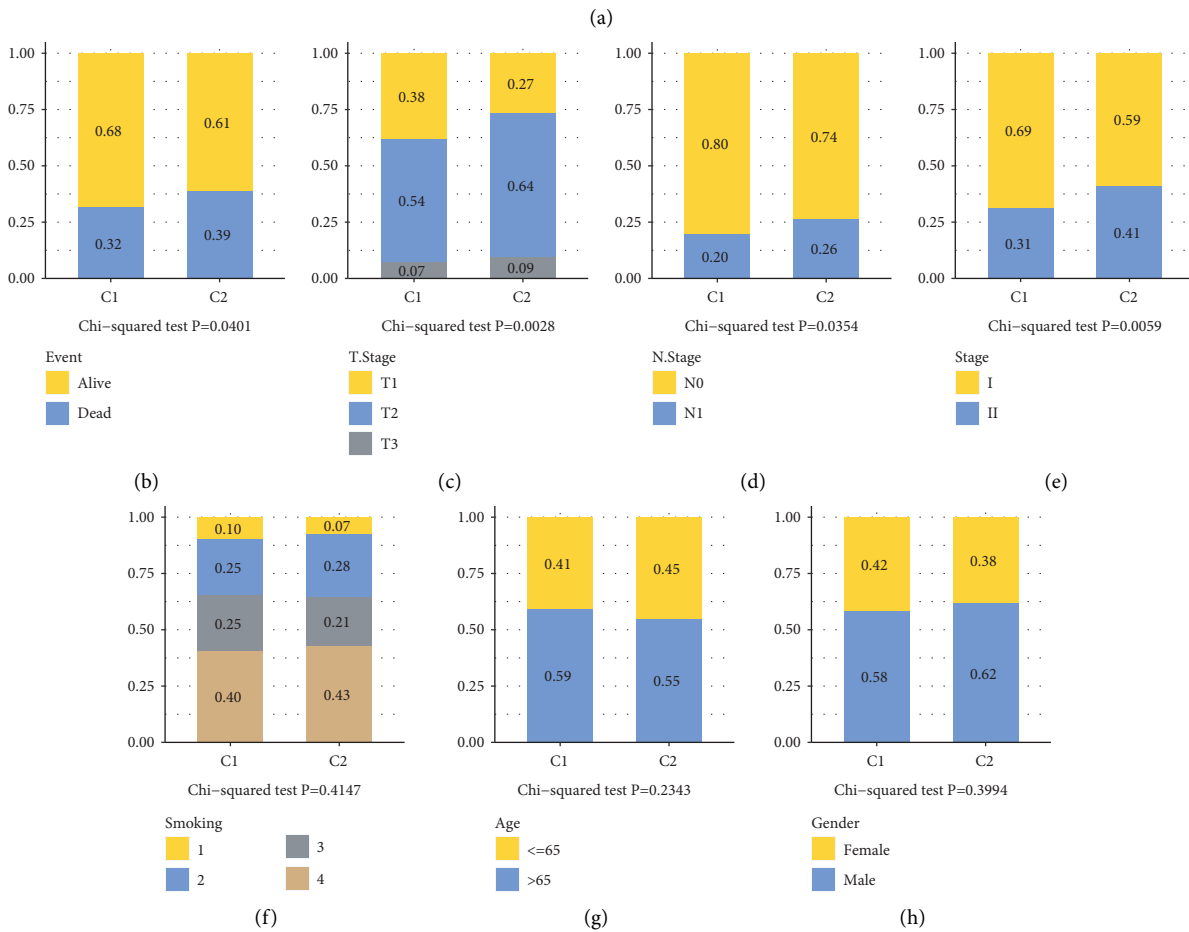 (a)
1.00
0.75
0.50
0.25
0.00
0.68
0.61
0.32
0.39
C1 C2
Chi−squared test P=0.0401
Event
Alive
Dead
(b)
1.00
0.75
0.50
0.25
0.00
0.38
0.27
0.54
0.64
0.07
0.09
C1 C2
Chi−squared test P=0.0028
T.Stage
T1
T2
T3
(c)
1.00
0.75
0.50
0.25
0.00
0.80
0.74
0.20
0.26
C1 C2
Chi−squared test P=0.0354
N.Stage
N0
N1
(d)
1.00
0.75
0.50
0.25
0.00
0.69
0.59
0.31
0.41
C1 C2
Chi−squared test P=0.0059
Stage
I
II
(e)
1.00
0.75
0.50
0.25
0.00
0.10
0.07
0.25
0.28
0.25
0.21
0.40
0.43
C1 C2
Chi−squared test P=0.4147
Smoking
1 3
2 4
(f)
1.00
0.75
0.50
0.25
0.00
0.41
0.45
0.59
0.55
C1 C2
Chi−squared test P=0.2343
Age
<=65
>65
(g)
1.00
0.75
0.50
0.25
0.00
0.42
0.38
0.58
0.62
C1 C2
Chi−squared test P=0.3994
Gender
Female
Male
(h)